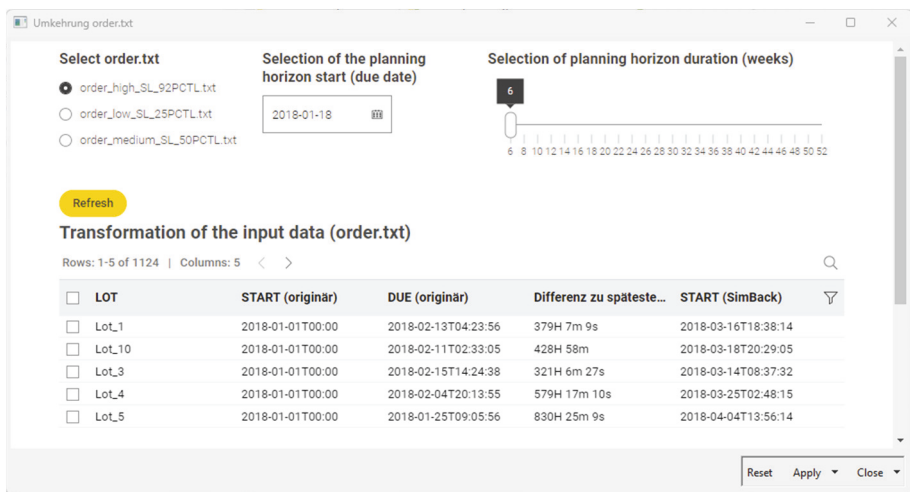 Umkehrung order.txt
Select order.txt
order_high_SL_92PCTL.txt
order_low_SL_25PCTL.txt
order_medium_SL_50PCTL.txt
Selection of the planning
horizon start (due date)
2018-01-18
Selection of planning horizon duration (weeks)
6
6 8 10 12 14 16 18 20 22 24 26 28 30 32 34 36 38 40 42 44 46 48 50 52
Refresh
Transformation of the input data (order.txt)
Rows: 1-5 of 1124 | Columns: 5
LOT START (originär) DUE (originär) Differenz zu späteste... START (SimBack)
Lot_1 2018-01-01T00:00 2018-02-13T04:23:56 379H 7m 9s 2018-03-16T18:38:14
Lot_10 2018-01-01T00:00 2018-02-11T02:33:05 428H 58m 2018-03-18T20:29:05
Lot_3 2018-01-01T00:00 2018-02-15T14:24:38 321H 6m 27s 2018-03-14T08:37:32
Lot_4 2018-01-01T00:00 2018-02-04T20:13:55 579H 17m 10s 2018-03-25T02:48:15
Lot_5 2018-01-01T00:00 2018-01-25T09:05:56 830H 25m 9s 2018-04-04T13:56:14
Reset Apply Close